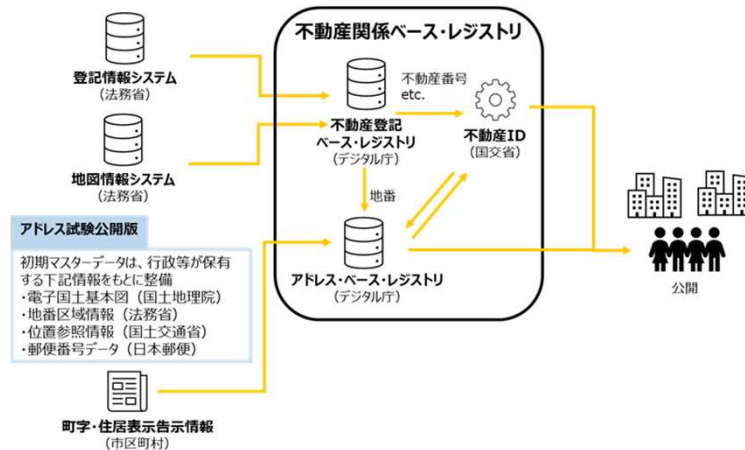 不動産関係ベース・レジストリ
登記情報システム
(法務省)
地図情報システム
(法務省)
不動産登記
ベース・レジストリ
(デジタル庁)
不動産番号
etc.
不動産ID
(国交省)
地番
アドレス・ベース・レジストリ
(デジタル庁)
公開
アドレス試験公開版
初期マスターデータは、行政等が保有
する下記情報をもとに整備
・電子国土基本図（国土地理院）
・地番区域情報（法務省）
・位置参照情報（国土交通省）
・郵便番号データ（日本郵便）
町字・住居表示告示情報
(市区町村)